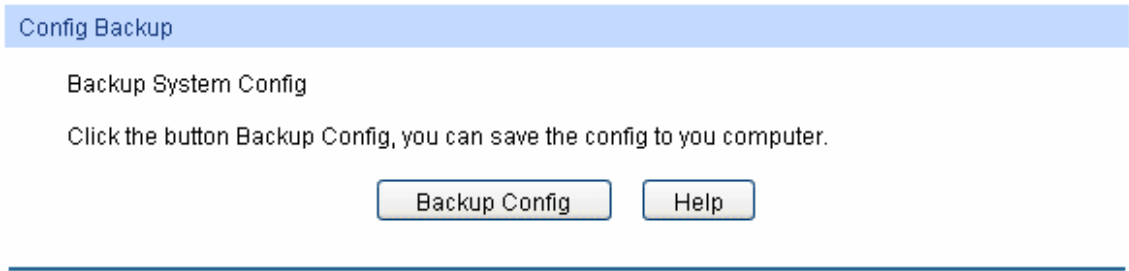 Config Backup
Backup System Config
Click the button Backup Config, you can save the config to you computer.
Backup Config Help